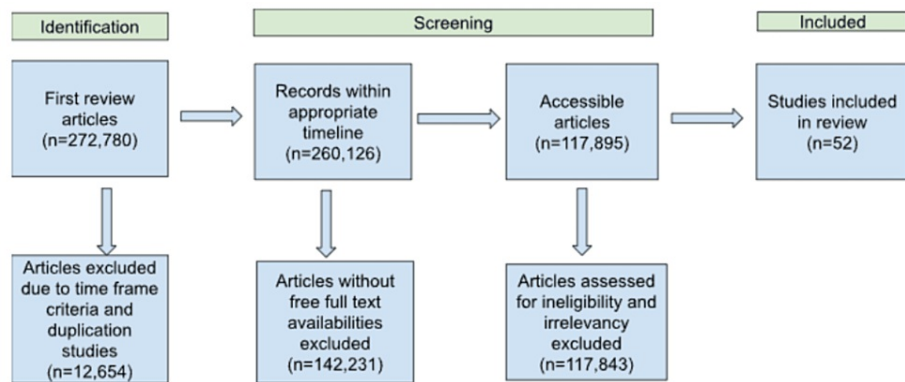 Identification
Screening
Included
First review
articles
(n=272,780)
Records within
appropriate
timeline
(n=260,126)
Accessible
articles
(n=117,895)
Studies included
in review
(n=52)
Articles excluded
due to time frame
criteria and
duplication
studies
(n=12,654)
Articles without
free full text
availabilities
excluded
(n=142,231)
Articles assessed
for ineligibility and
irrelevancy
excluded
(n=117,843)